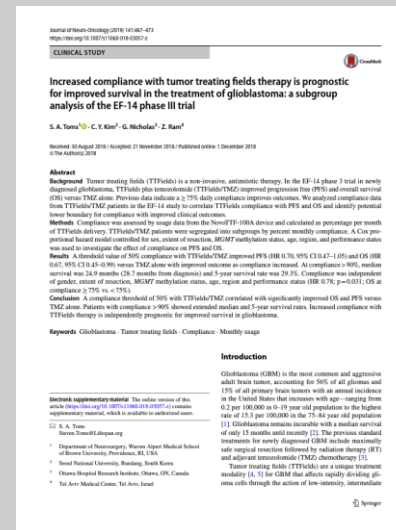 Journal of Neuro-Oncology (2019) 141:467–473
https://doi.org/10.1007/s11060-018-03057-z
CLINICAL STUDY
CrossMark
Increased compliance with tumor treating fields therapy is prognostic
for improved survival in the treatment of glioblastoma: a subgroup
analysis of the EF-14 phase III trial
S. A. Toms1 · C. Y. Kim2 · G. Nicholas3 · Z. Ram4
Received: 30 August 2018 / Accepted: 21 November 2018 / Published online: 1 December 2018
© The Author(s) 2018
Abstract
Background Tumor treating fields (TTFields) is a non-invasive, antimitotic therapy. In the EF-14 phase 3 trial in newly
diagnosed glioblastoma, TTFields plus temozolomide (TTFields/TMZ) improved progression free (PFS) and overall survival
(OS) versus TMZ alone. Previous data indicate a ≥ 75% daily compliance improves outcomes. We analyzed compliance data
from TTFields/TMZ patients in the EF-14 study to correlate TTFields compliance with PFS and OS and identify potential
lower boundary for compliance with improved clinical outcomes.
Methods Compliance was assessed by usage data from the NovoTTF-100A device and calculated as percentage per month
of TTFields delivery. TTFields/TMZ patients were segregated into subgroups by percent monthly compliance. A Cox pro-
portional hazard model controlled for sex, extent of resection, MGMT methylation status, age, region, and performance status
was used to investigate the effect of compliance on PFS and OS.
Results A threshold value of 50% compliance with TTFields/TMZ improved PFS (HR 0.70, 95% CI 0.47–1.05) and OS (HR
0.67, 95% CI 0.45–0.99) versus TMZ alone with improved outcome as compliance increased. At compliance > 90%, median
survival was 24.9 months (28.7 months from diagnosis) and 5-year survival rate was 29.3%. Compliance was independent
of gender, extent of resection, MGMT methylation status, age, region and performance status (HR 0.78; p = 0.031; OS at
compliance ≥ 75% vs. < 75%).
Conclusion A compliance threshold of 50% with TTFields/TMZ correlated with significantly improved OS and PFS versus
TMZ alone. Patients with compliance > 90% showed extended median and 5-year survival rates. Increased compliance with
TTFields therapy is independently prognostic for improved survival in glioblastoma.
Keywords Glioblastoma · Tumor treating fields · Compliance · Monthly usage
Electronic supplementary material The online version of this
article (https://doi.org/10.1007/s11060-018-03057-z) contains
supplementary material, which is available to authorized users.
S. A. Toms
Steven.Toms@Lifespan.org
1 Department of Neurosurgery, Warren Alpert Medical School
of Brown University, Providence, RI, USA
2 Seoul National University, Bundang, South Korea
3 Ottawa Hospital Research Institute, Ottawa, ON, Canada
4 Tel Aviv Medical Center, Tel Aviv, Israel
Introduction
Glioblastoma (GBM) is the most common and aggressive
adult brain tumor, accounting for 56% of all gliomas and
15% of all primary brain tumors with an annual incidence
in the United States that increases with age—ranging from
0.2 per 100,000 in 0–19 year old population to the highest
rate of 15.3 per 100,000 in the 75–84 year old population
[1]. Glioblastoma remains incurable with a median survival
of only 15 months until recently [2]. The previous standard
treatments for newly diagnosed GBM include maximally
safe surgical resection followed by radiation therapy (RT)
and adjuvant temozolomide (TMZ) chemotherapy [3].
Tumor treating fields (TTFields) are a unique treatment
modality [4, 5] for GBM that affects rapidly dividing gli-
oma cells through the action of low-intensity, intermediate
Springer